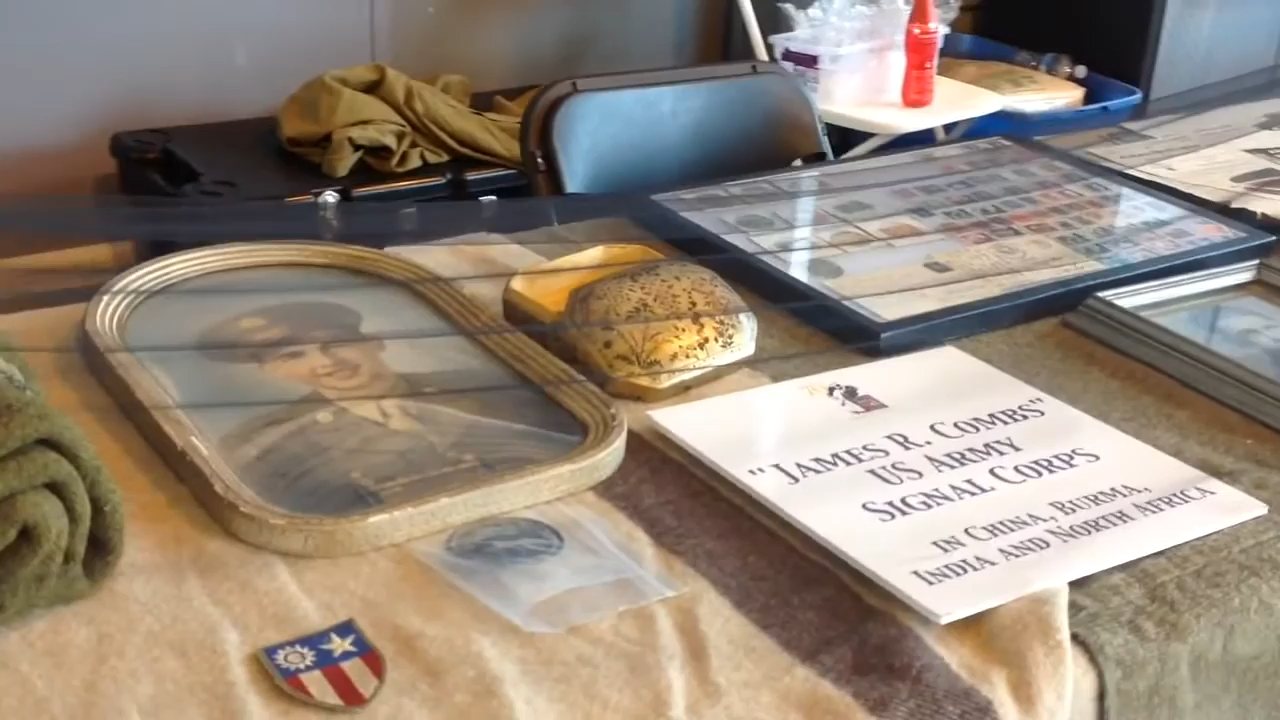 "James R. Combs"
US Army
Signal Corps
in China, Burma,
India and North Africa